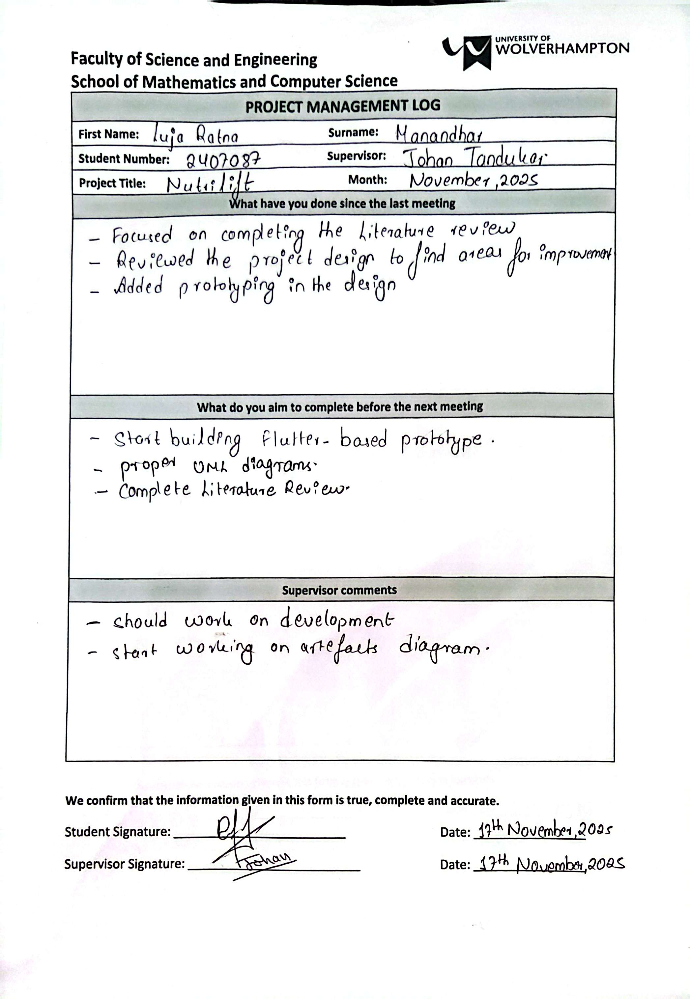 UNIVERSITY OF
WOLVERHAMPTON
Faculty of Science and Engineering
School of Mathematics and Computer Science
PROJECT MANAGEMENT LOG
First Name: Luja Ratna Surname: Manandhar
Student Number: 2407087 Supervisor: Johan Tandukar
Project Title: Nutrilift Month: November, 2025
What have you done since the last meeting
- Focused on completing the Literature review
- Reviewed the project design to find areas for improvement
- Added prototyping in the design
What do you aim to complete before the next meeting
- Start building Flutter-based prototype.
- proper UML diagrams.
- Complete Literature Review.
Supervisor comments
- should work on development
- start working on artefacts diagram.
We confirm that the information given in this form is true, complete and accurate.
Student Signature: Date: 17th November, 2025
Supervisor Signature: Johan Date: 17th November, 2025